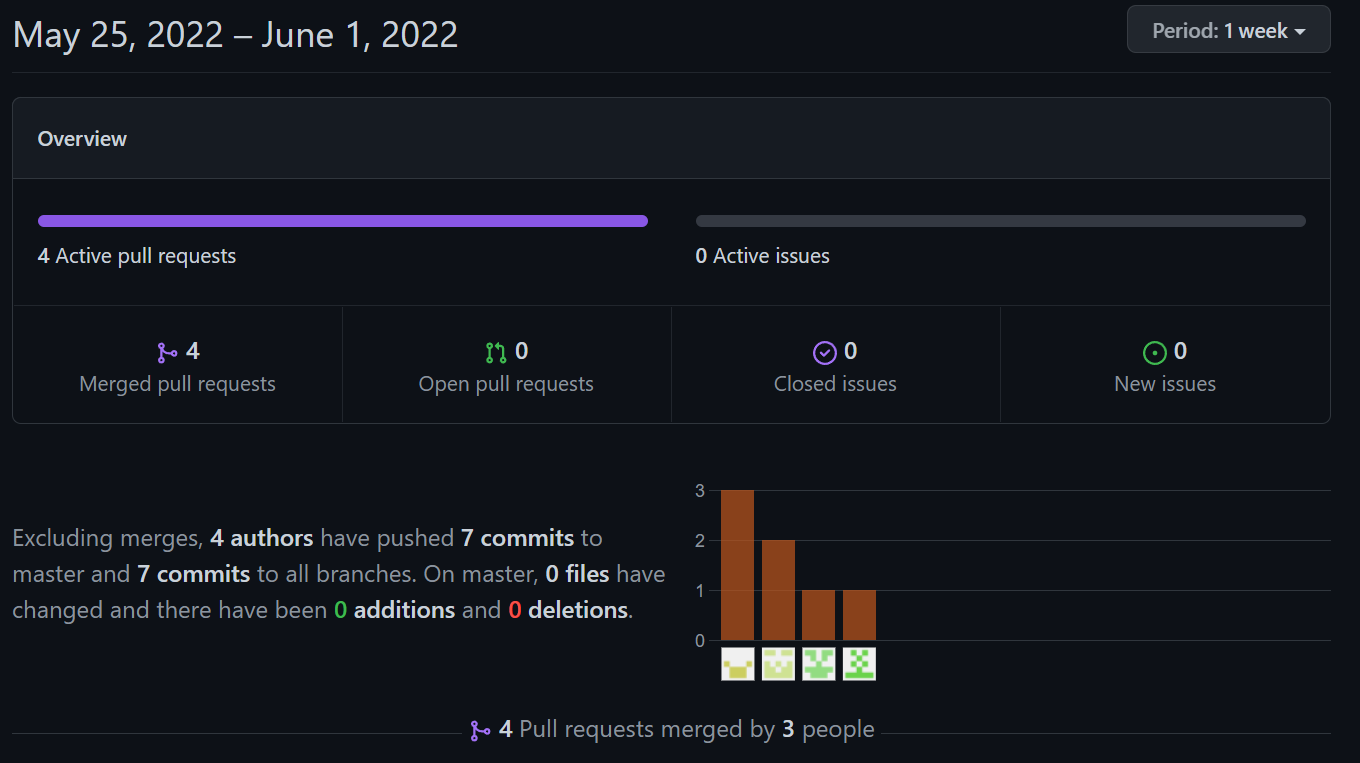 May 25, 2022 – June 1, 2022
Period: 1 week
Overview
4 Active pull requests
0 Active issues
4
Merged pull requests
0
Open pull requests
0
Closed issues
0
New issues
Excluding merges, 4 authors have pushed 7 commits to
master and 7 commits to all branches. On master, 0 files have
changed and there have been 0 additions and 0 deletions.
3
2
1
0
4 Pull requests merged by 3 people